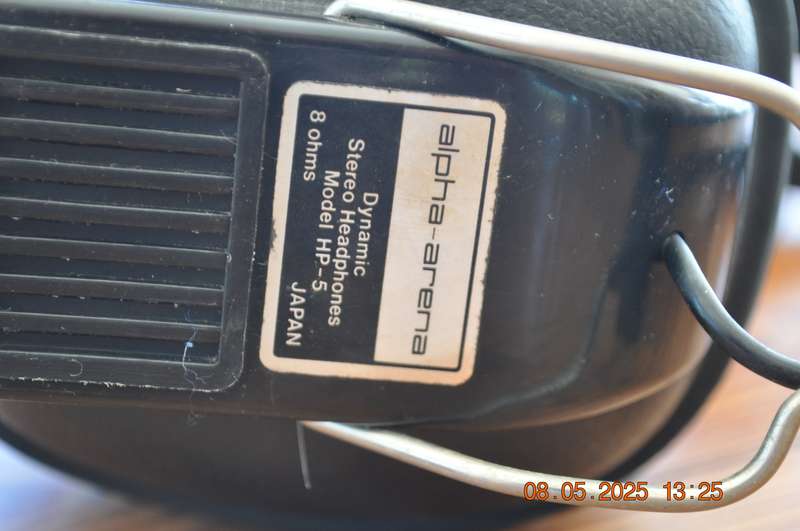 alpha-arena
Dynamic
Stereo Headphones
Model HP-5
8 ohms JAPAN
08.05.2025 13:25